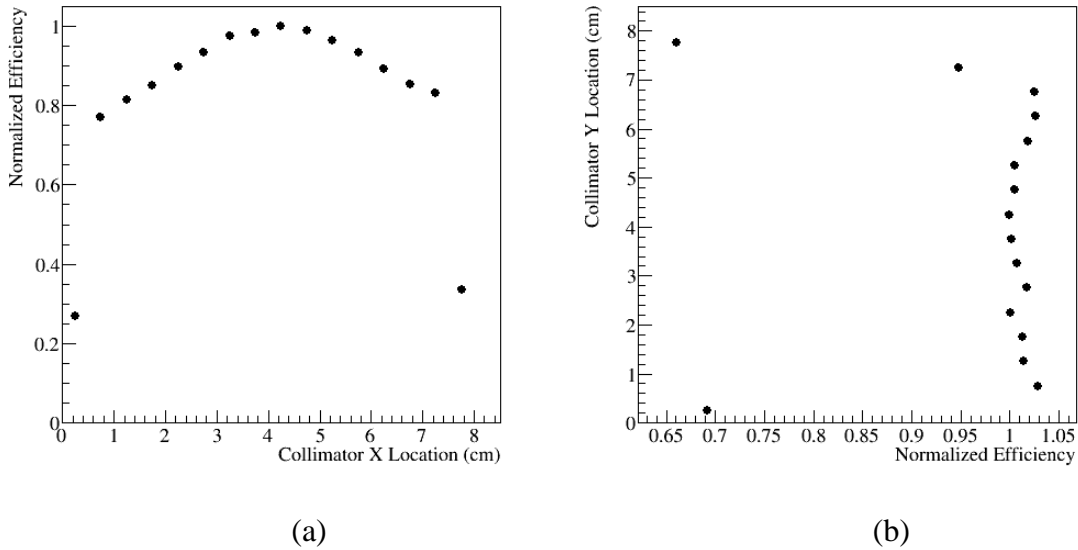 Normalized Efficiency
1
0.8
0.6
0.4
0.2
0
0 1 2 3 4 5 6 7 8
Collimator X Location (cm)
(a)
Collimator Y Location (cm)
8
7
6
5
4
3
2
1
0
0.65 0.7 0.75 0.8 0.85 0.9 0.95 1 1.05
Normalized Efficiency
(b)